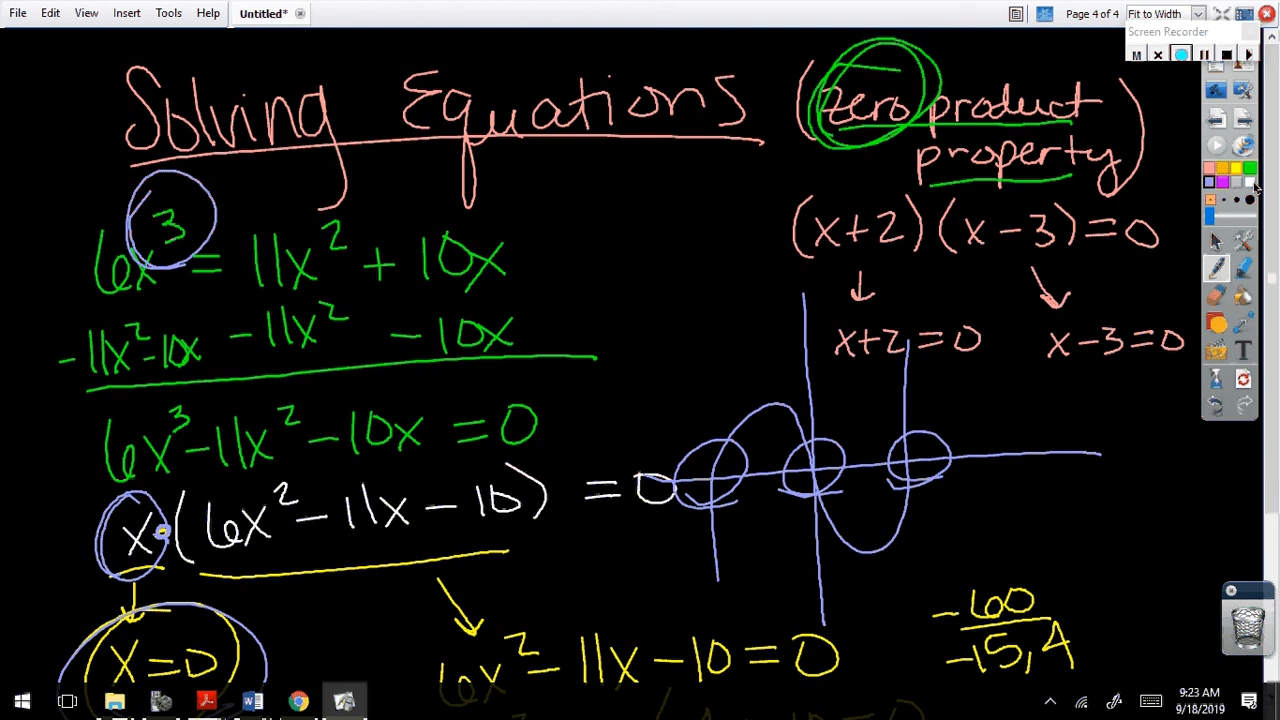 File Edit View Insert Tools Help Untitled* Page 4 of 4 Fit to Width
Screen Recorder
M
Solving Equations (zero product
property)
6x³ = 11x² + 10x
-11x²-10x -11x² - 10x
6x³ - 11x² - 10x = 0
x·(6x² - 11x - 10) = 0
x = 0
6x² - 11x - 10 = 0
(x+2)(x-3)=0
x+2=0 x-3=0
-60
-15, 4
9:23 AM
9/18/2019